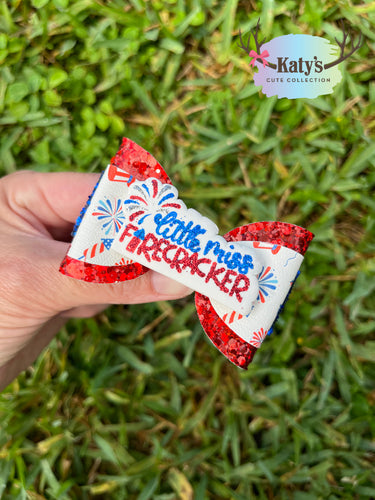 Katy's
CUTE COLLECTION
little miss
FIRECRACKER